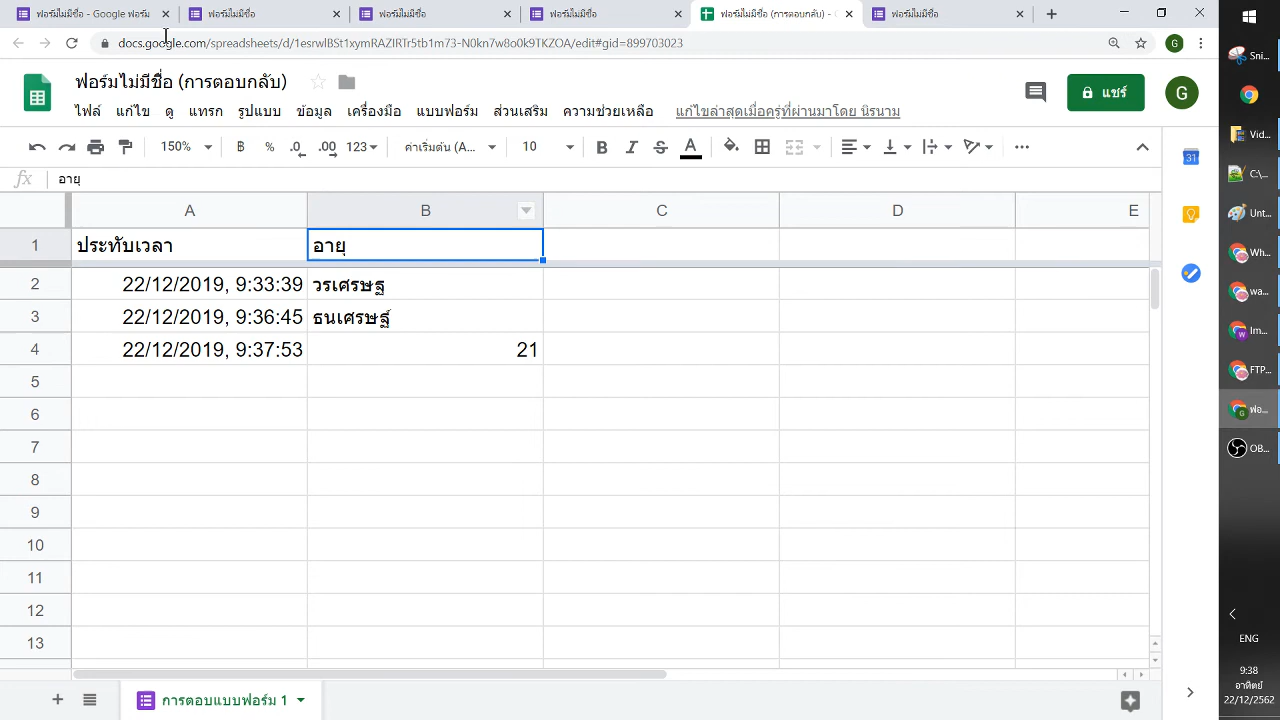 ฟอร์มไม่มีชื่อ - Google ฟอร์ม
ฟอร์มไม่มีชื่อ
ฟอร์มไม่มีชื่อ
ฟอร์มไม่มีชื่อ
ฟอร์มไม่มีชื่อ (การตอบกลับ) -
ฟอร์มไม่มีชื่อ
docs.google.com/spreadsheets/d/1esrwlBSt1xymRAZIRTr5tb1m73-N0kn7w8o0k9TKZOA/edit#gid=899703023
G
ฟอร์มไม่มีชื่อ (การตอบกลับ)
ไฟล์ แก้ไข ดู แทรก รูปแบบ ข้อมูล เครื่องมือ แบบฟอร์ม ส่วนเสริม ความช่วยเหลือ
แก้ไขล่าสุดเมื่อครู่ที่ผ่านมาโดย นิรนาม
แชร์
G
150% ฿ % .0 .00 123 ค่าเริ่มต้น (A... 10 B I S A
fx อายุ
A B C D E
1 ประทับเวลา อายุ
2 22/12/2019, 9:33:39 วรเศรษฐ
3 22/12/2019, 9:36:45 ธนเศรษฐ์
4 22/12/2019, 9:37:53 21
5
6
7
8
9
10
11
12
13
การตอบแบบฟอร์ม 1
31
Sni...
Vid...
C:\...
Unt...
Wh...
wa...
Im...
FTP...
ฟอ...
OB...
ENG
9:38
อาทิตย์
22/12/2562